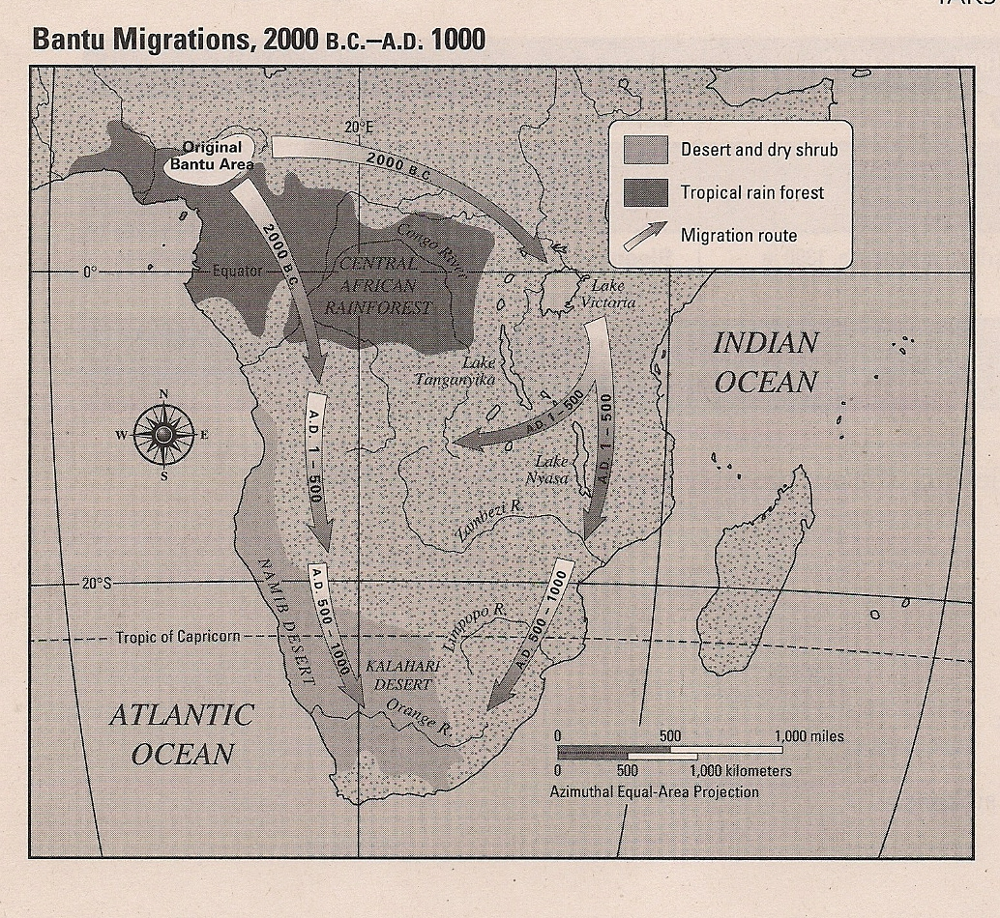 Bantu Migrations, 2000 B.C.–A.D. 1000
20°E
Original
Bantu Area
2000 B.C.
2000 B.C.
Desert and dry shrub
Tropical rain forest
Migration route
Congo River
0°
Equator
CENTRAL
AFRICAN
RAINFOREST
Lake
Victoria
INDIAN
OCEAN
Lake
Tanganyika
A.D. 1–500
A.D. 1–500
A.D. 1–500
N
W
E
S
Lake
Nyasa
Zambezi R.
20°S
NAMIB DESERT
A.D. 500–1000
A.D. 500–1000
Limpopo R.
Tropic of Capricorn
KALAHARI
DESERT
Orange R.
ATLANTIC
OCEAN
0 500 1,000 miles
0 500 1,000 kilometers
Azimuthal Equal-Area Projection